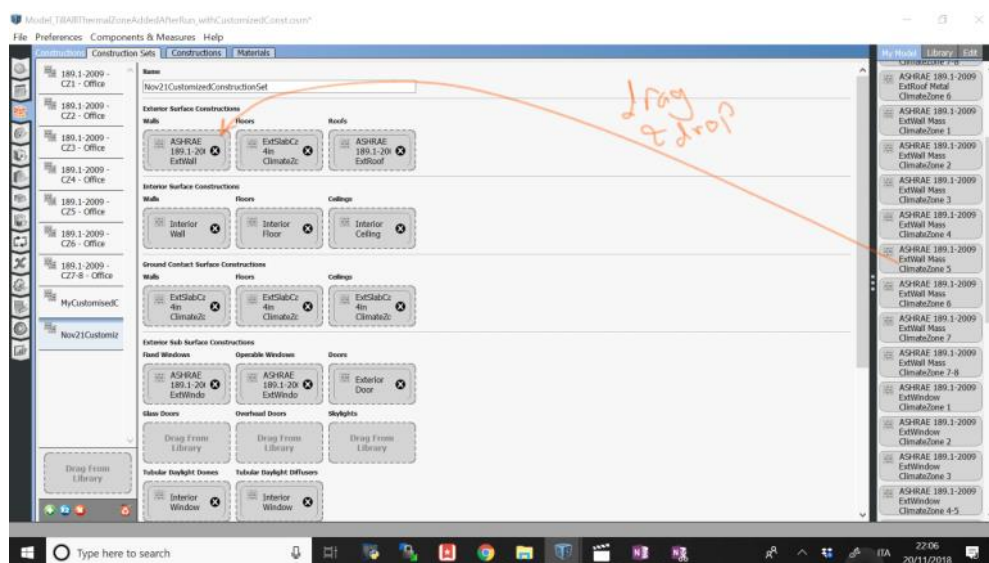 Model_TillAllThermalZoneAddedAfterRun_withCustomizedConst.osm*
File Preferences Components & Measures Help
Constructions Construction Sets Constructions Materials
My Model Library Edit
189.1-2009 -
CZ1 - Office
189.1-2009 -
CZ2 - Office
189.1-2009 -
CZ3 - Office
189.1-2009 -
CZ4 - Office
189.1-2009 -
CZ5 - Office
189.1-2009 -
CZ6 - Office
189.1-2009 -
CZ7-8 - Office
MyCustomisedC
Nov21Customiz
Drag From
Library
Name
Nov21CustomizedConstructionSet
Exterior Surface Constructions
Walls Floors Roofs
ASHRAE
189.1-20
ExtWall
ExtSlabCa
4in
ClimateZc
ASHRAE
189.1-20
ExtRoof
Interior Surface Constructions
Walls Floors Ceilings
Interior
Wall
Interior
Floor
Interior
Ceiling
Ground Contact Surface Constructions
Walls Floors Ceilings
ExtSlabCa
4in
ClimateZc
ExtSlabCa
4in
ClimateZc
ExtSlabCa
4in
ClimateZc
Exterior Sub Surface Constructions
Fixed Windows Operable Windows Doors
ASHRAE
189.1-20
ExtWindo
ASHRAE
189.1-20
ExtWindo
Exterior
Door
Glass Doors Overhead Doors Skylights
Drag From
Library
Drag From
Library
Drag From
Library
Tubular Daylight Domes Tubular Daylight Diffusers
Interior
Window
Interior
Window
drag
& drop
ClimateZone 7-8
ASHRAE 189.1-2009
ExtRoof Metal
ClimateZone 6
ASHRAE 189.1-2009
ExtWall Mass
ClimateZone 1
ASHRAE 189.1-2009
ExtWall Mass
ClimateZone 2
ASHRAE 189.1-2009
ExtWall Mass
ClimateZone 3
ASHRAE 189.1-2009
ExtWall Mass
ClimateZone 4
ASHRAE 189.1-2009
ExtWall Mass
ClimateZone 5
ASHRAE 189.1-2009
ExtWall Mass
ClimateZone 6
ASHRAE 189.1-2009
ExtWall Mass
ClimateZone 7
ASHRAE 189.1-2009
ExtWall Mass
ClimateZone 7-8
ASHRAE 189.1-2009
ExtWindow
ClimateZone 1
ASHRAE 189.1-2009
ExtWindow
ClimateZone 2
ASHRAE 189.1-2009
ExtWindow
ClimateZone 3
ASHRAE 189.1-2009
ExtWindow
ClimateZone 4-5
Type here to search
ITA
22:06
20/11/2018